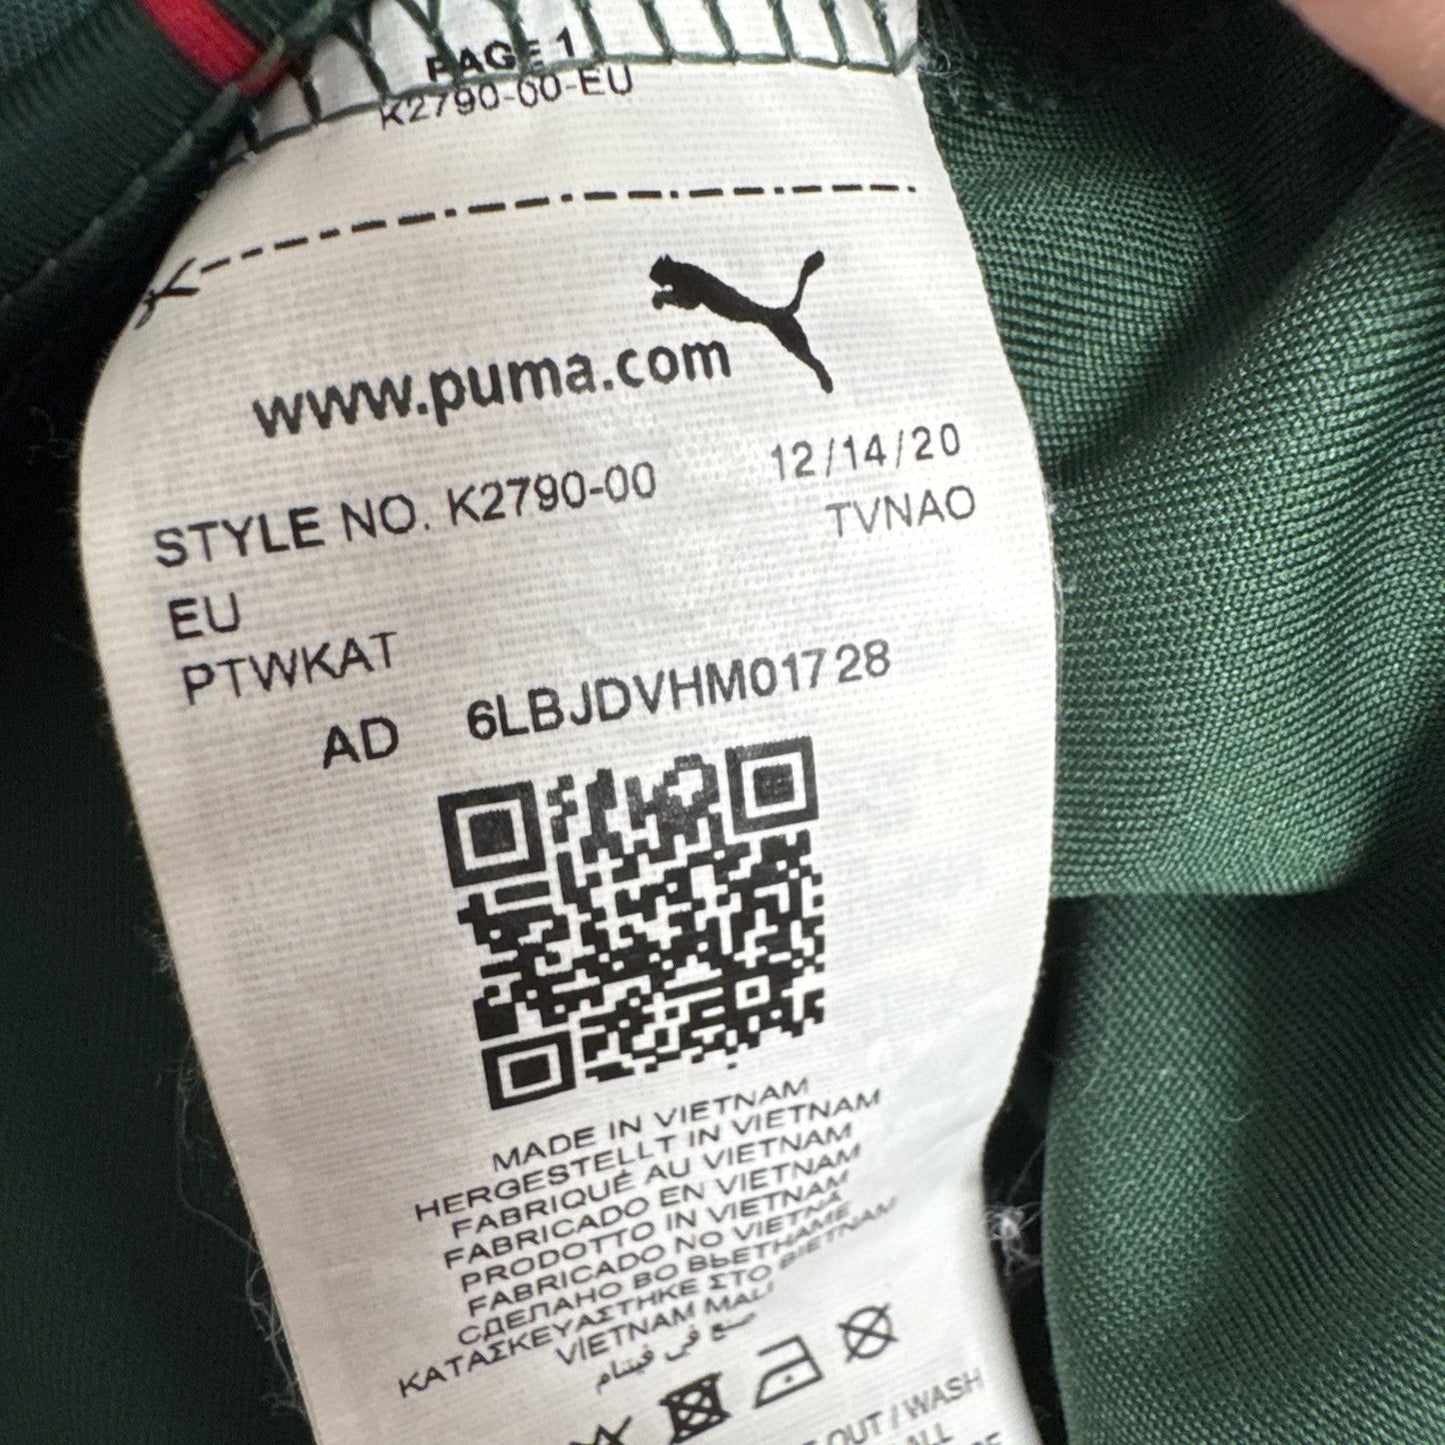 PAGE 1
K2790-00-EU
www.puma.com
STYLE NO. K2790-00 12/14/20
EU TVNAO
PTWKAT
AD 6LBJDVHM01728
MADE IN VIETNAM
HERGESTELLT IN VIETNAM
FABRIQUÉ AU VIETNAM
FABRICADO EN VIETNAM
PRODOTTO IN VIETNAM
FABRICADO NO VIETNÃ
СДЕЛАНО ВО ВЬЕТНАМЕ
ΚΑΤΑΣΚΕΥΑΣΤΗΚΕ ΣΤΟ ΒΙΕΤΝΑΜ
VIETNAM MALI
صنع في فيتنام
OUT / WASH